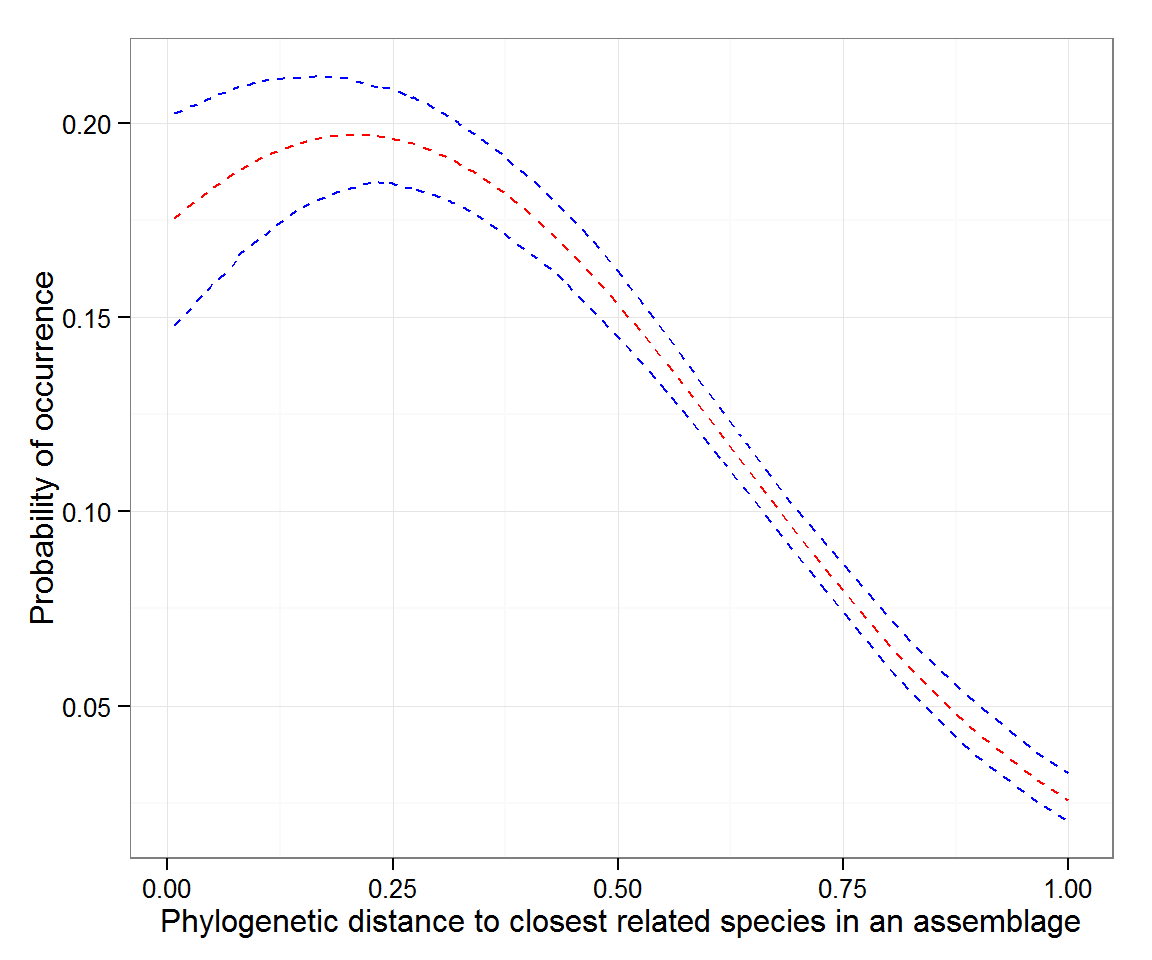 Probability of occurrence
0.20
0.15
0.10
0.05
0.00 0.25 0.50 0.75 1.00
Phylogenetic distance to closest related species in an assemblage